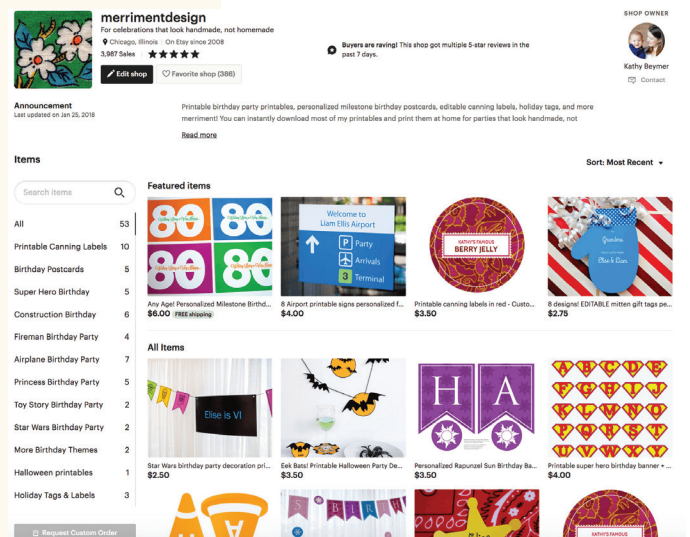 merrimentdesign
For celebrations that look handmade, not homemade
Chicago, Illinois On Etsy since 2008
3,987 Sales
Edit shop
Favorite shop (386)
Buyers are raving! This shop got multiple 5-star reviews in the
past 7 days.
SHOP OWNER
Kathy Beymer
Contact
Announcement
Last updated on Jan 25, 2018
Printable birthday party printables, personalized milestone birthday postcards, editable canning labels, holiday tags, and more
merriment! You can instantly download most of my printables and print them at home for parties that look handmade, not
Read more
Items
Sort: Most Recent
Search items
All 53
Printable Canning Labels 10
Birthday Postcards 5
Super Hero Birthday 5
Construction Birthday 6
Fireman Birthday Party 4
Airplane Birthday Party 7
Princess Birthday Party 5
Toy Story Birthday Party 2
Star Wars Birthday Party 2
More Birthday Themes 2
Halloween printables 1
Holiday Tags & Labels 3
Request Custom Order
Featured items
80 80
80 80
Any Age! Personalized Milestone Birthd...
$6.00 FREE shipping
Welcome to
Liam Ellis Airport
P Party
Arrivals
3 Terminal
8 Airport printable signs personalized f...
$4.00
KATHY'S FAMOUS
BERRY JELLY
Printable canning labels in red - Custo...
$3.50
Grandma
Elise & Liam
8 designs! EDITABLE mitten gift tags pe...
$2.75
All Items
Elise is VI
Star Wars birthday party decoration pri...
$2.50
Eek Bats! Printable Halloween Party De...
$3.50
H A
Personalized Rapunzel Sun Birthday Ba...
$3.50
A B C D E
F G H I J
K L M N O
P Q R S T
U V W X Y
Printable super hero birthday banner + ...
$4.00
A
S B I R
KATHY'S FAMOUS